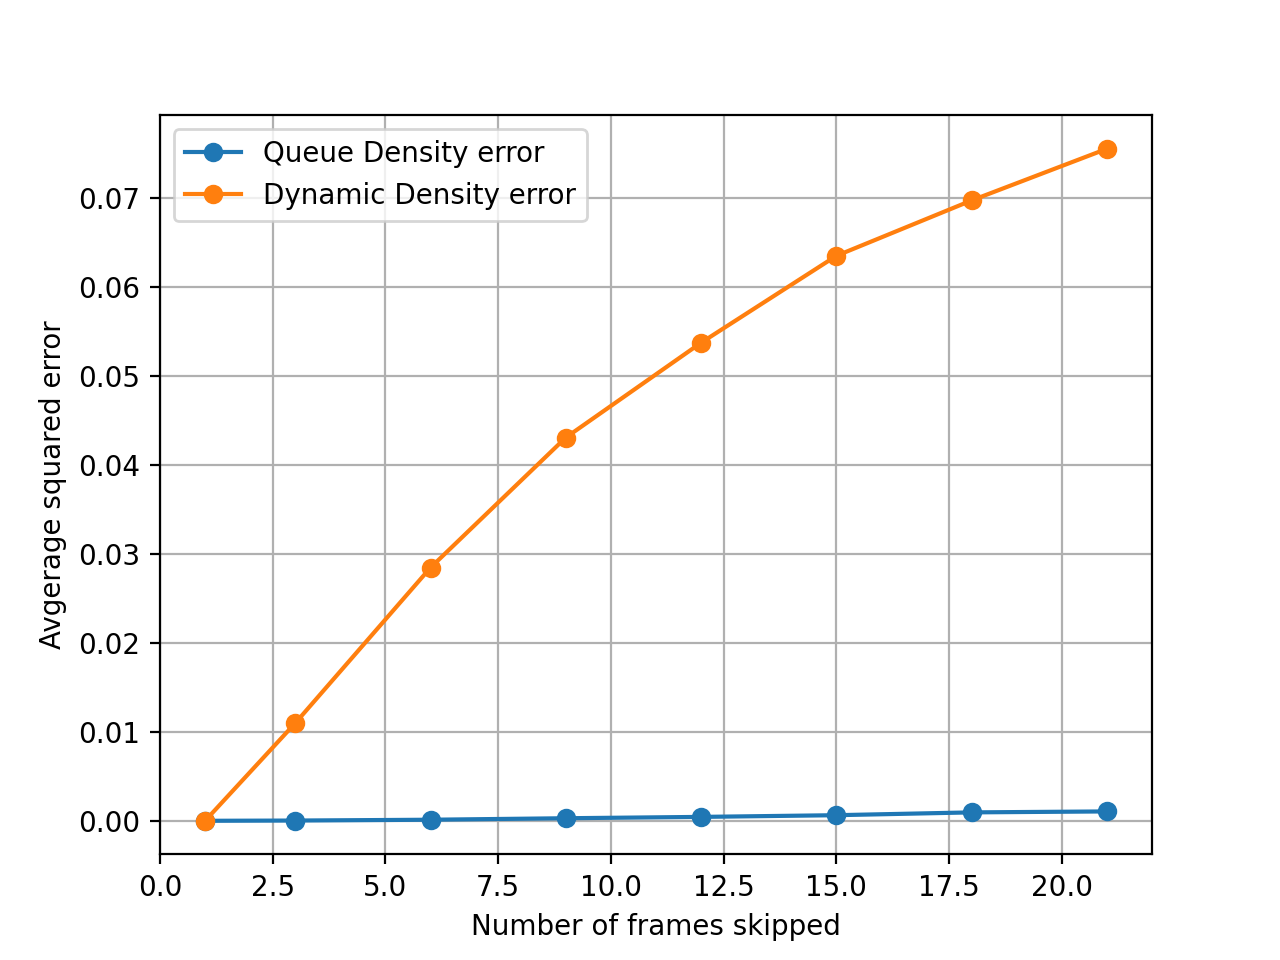 Queue Density error
Dynamic Density error
0.07
0.06
0.05
0.04
0.03
0.02
0.01
0.00
Avgerage squared error
0.0 2.5 5.0 7.5 10.0 12.5 15.0 17.5 20.0
Number of frames skipped